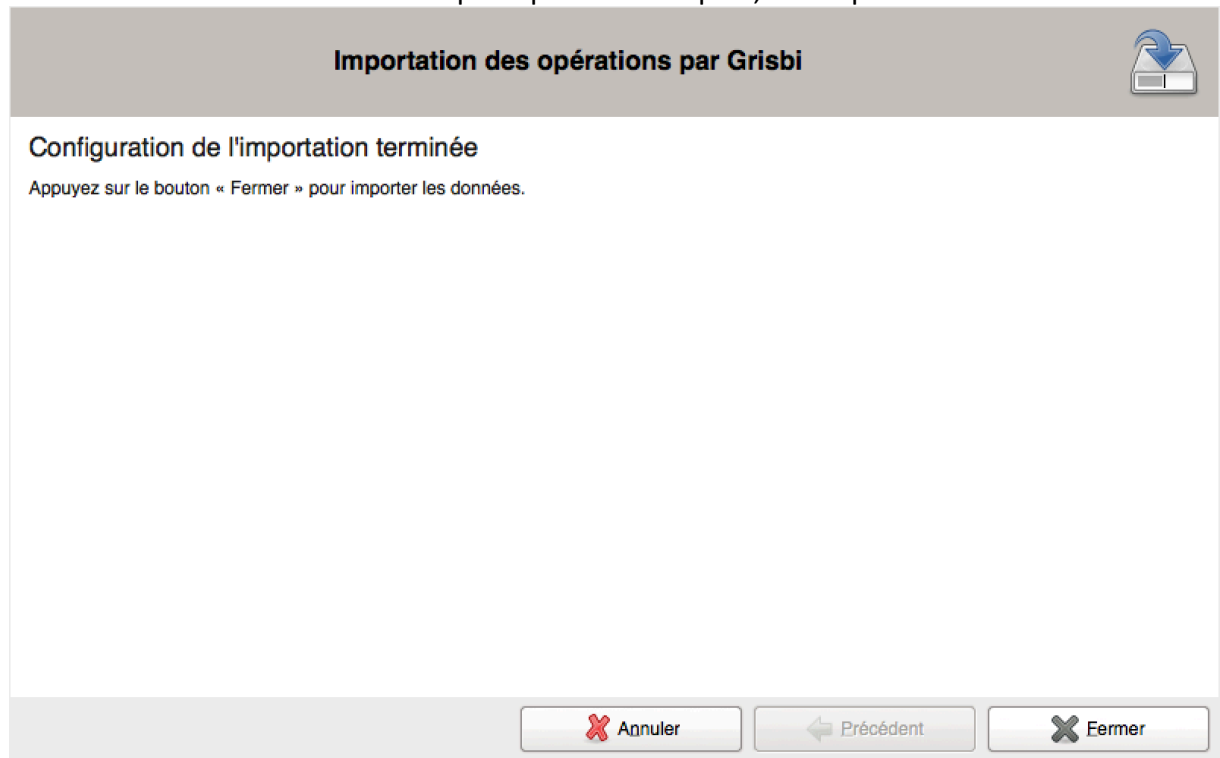 Importation des opérations par Grisbi
Configuration de l'importation terminée
Appuyez sur le bouton « Fermer » pour importer les données.
Annuler Précédent Fermer